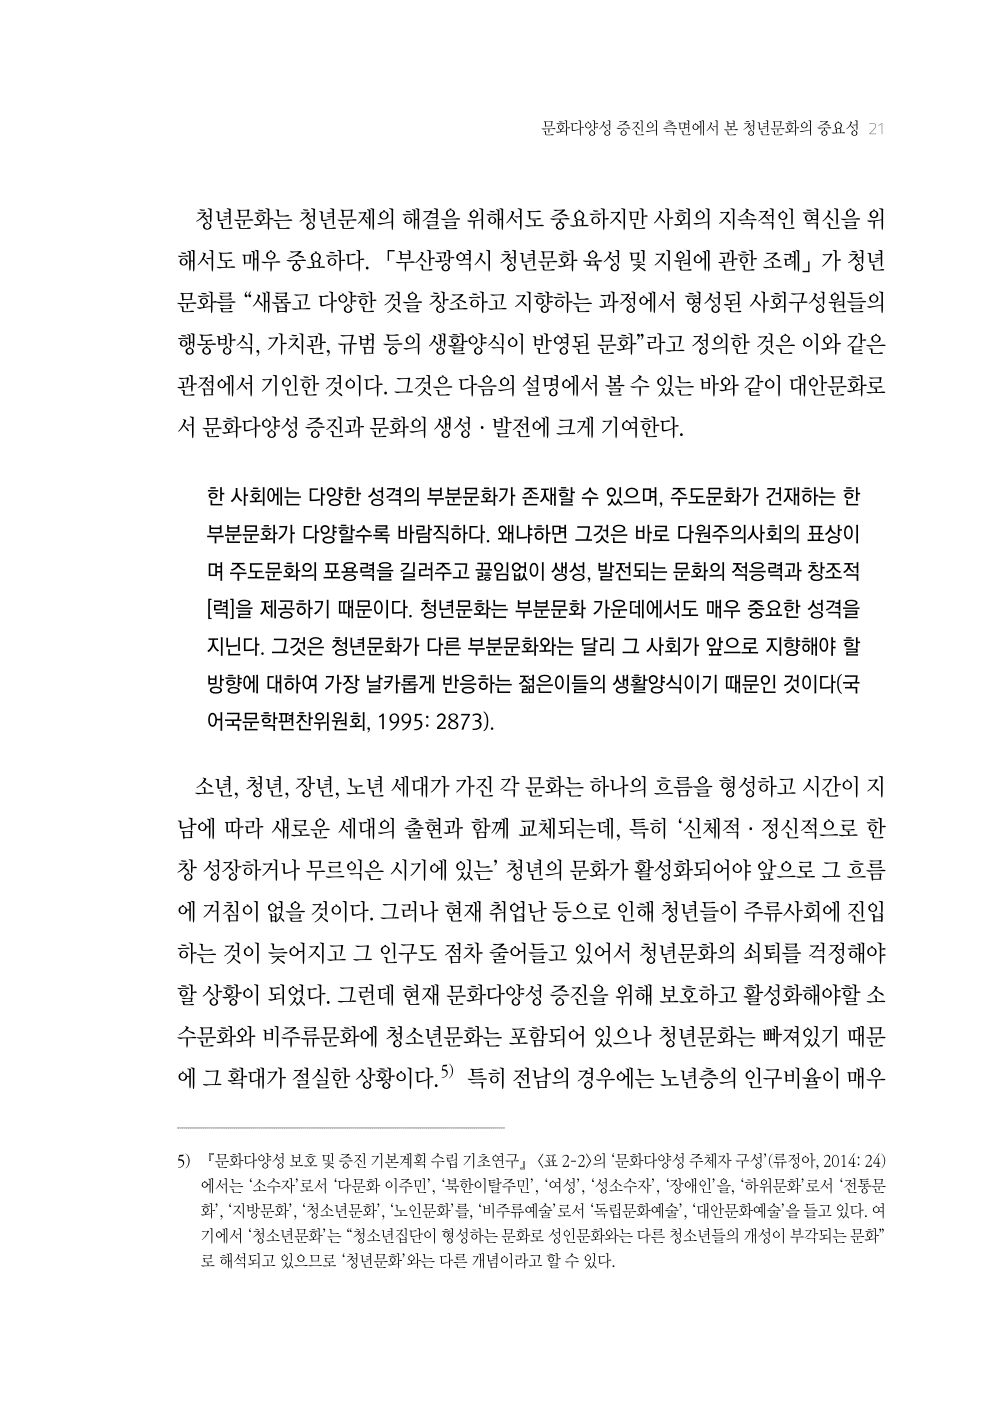 문화다양성 증진의 측면에서 본 청년문화의 중요성 21
청년문화는 청년문제의 해결을 위해서도 중요하지만 사회의 지속적인 혁신을 위
해서도 매우 중요하다. 「부산광역시 청년문화 육성 및 지원에 관한 조례」가 청년
문화를 “새롭고 다양한 것을 창조하고 지향하는 과정에서 형성된 사회구성원들의
행동방식, 가치관, 규범 등의 생활양식이 반영된 문화”라고 정의한 것은 이와 같은
관점에서 기인한 것이다. 그것은 다음의 설명에서 볼 수 있는 바와 같이 대안문화로
서 문화다양성 증진과 문화의 생성 · 발전에 크게 기여한다.
한 사회에는 다양한 성격의 부분문화가 존재할 수 있으며, 주도문화가 건재하는 한
부분문화가 다양할수록 바람직하다. 왜냐하면 그것은 바로 다원주의사회의 표상이
며 주도문화의 포용력을 길러주고 끓임없이 생성, 발전되는 문화의 적응력과 창조적
[력]을 제공하기 때문이다. 청년문화는 부분문화 가운데에서도 매우 중요한 성격을
지닌다. 그것은 청년문화가 다른 부분문화와는 달리 그 사회가 앞으로 지향해야 할
방향에 대하여 가장 날카롭게 반응하는 젊은이들의 생활양식이기 때문인 것이다(국
어국문학편찬위원회, 1995: 2873).
소년, 청년, 장년, 노년 세대가 가진 각 문화는 하나의 흐름을 형성하고 시간이 지
남에 따라 새로운 세대의 출현과 함께 교체되는데, 특히 ‘신체적 · 정신적으로 한
창 성장하거나 무르익은 시기에 있는’ 청년의 문화가 활성화되어야 앞으로 그 흐름
에 거침이 없을 것이다. 그러나 현재 취업난 등으로 인해 청년들이 주류사회에 진입
하는 것이 늦어지고 그 인구도 점차 줄어들고 있어서 청년문화의 쇠퇴를 걱정해야
할 상황이 되었다. 그런데 현재 문화다양성 증진을 위해 보호하고 활성화해야할 소
수문화와 비주류문화에 청소년문화는 포함되어 있으나 청년문화는 빠져있기 때문
에 그 확대가 절실한 상황이다.5) 특히 전남의 경우에는 노년층의 인구비율이 매우
5) 『문화다양성 보호 및 증진 기본계획 수립 기초연구』 〈표 2-2〉의 ‘문화다양성 주체자 구성’(류정아, 2014: 24)
에서는 ‘소수자’로서 ‘다문화 이주민’, ‘북한이탈주민’, ‘여성’, ‘성소수자’, ‘장애인’을, ‘하위문화’로서 ‘전통문
화’, ‘지방문화’, ‘청소년문화’, ‘노인문화’를, ‘비주류예술’로서 ‘독립문화예술’, ‘대안문화예술’을 들고 있다. 여
기에서 ‘청소년문화’는 “청소년집단이 형성하는 문화로 성인문화와는 다른 청소년들의 개성이 부각되는 문화”
로 해석되고 있으므로 ‘청년문화’와는 다른 개념이라고 할 수 있다.